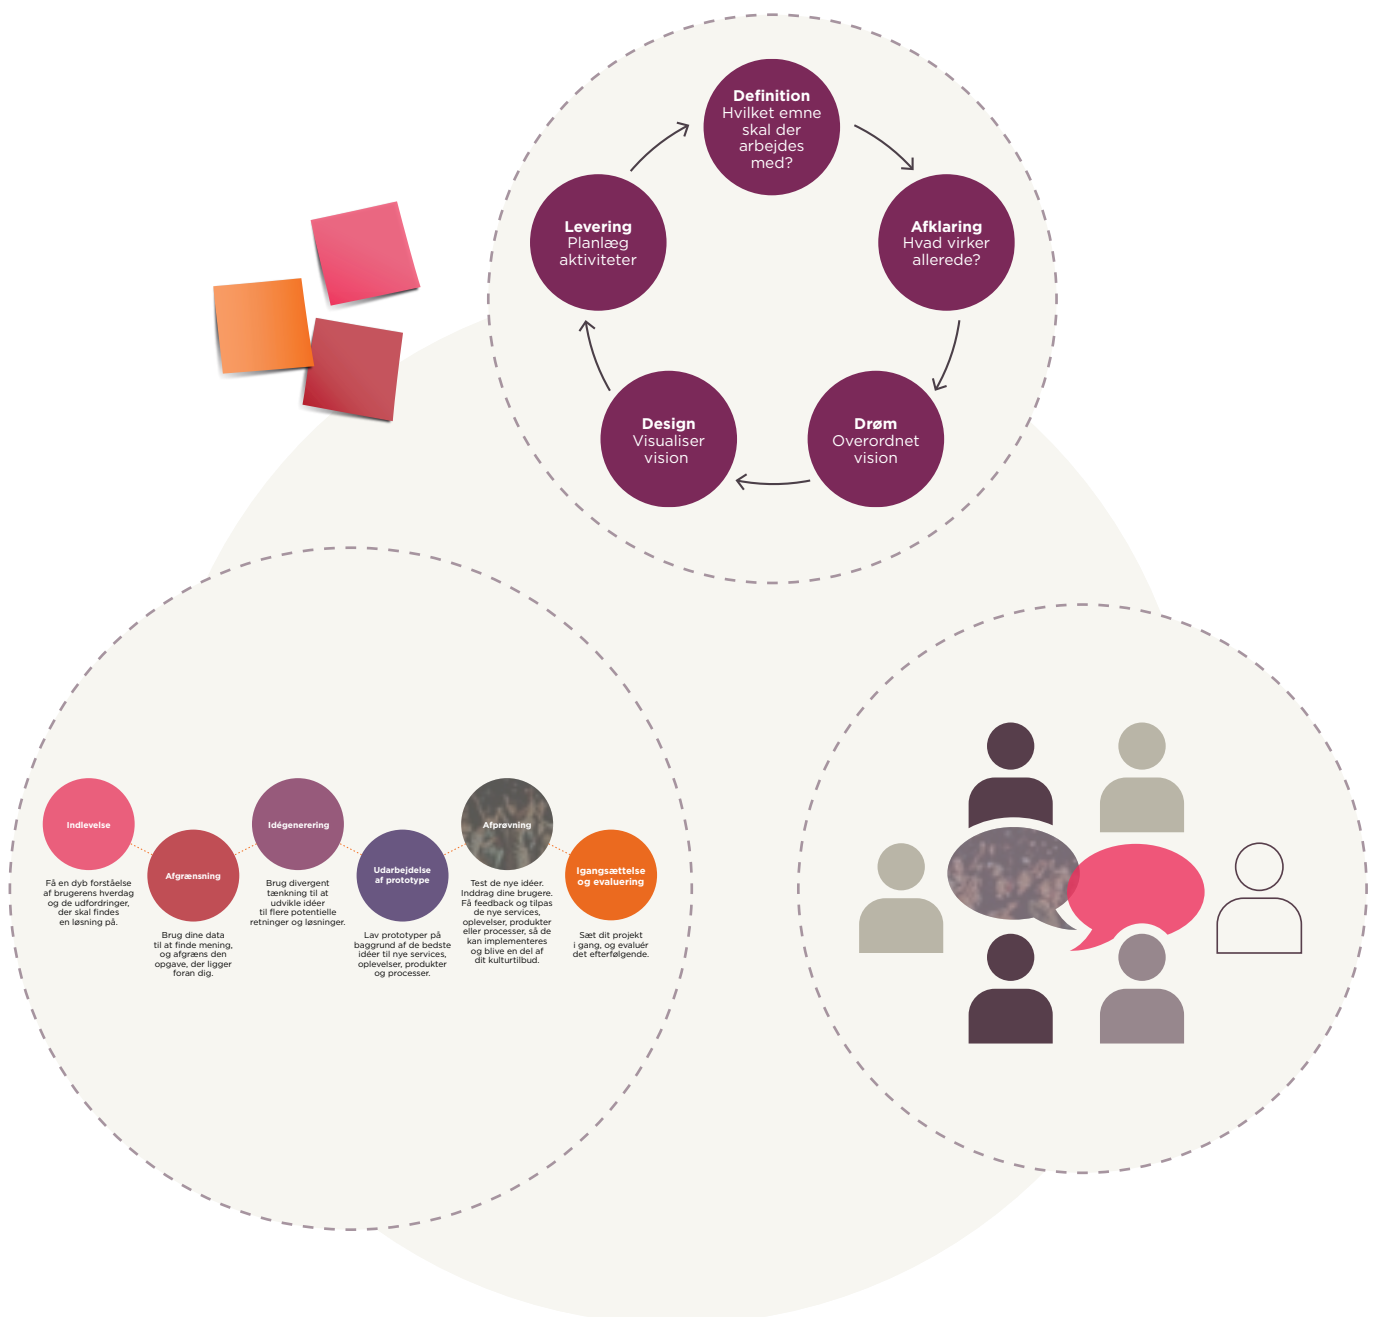 Definition
Hvilket emne
skal der
arbejdes
med?
Afklaring
Hvad virker
allerede?
Drøm
Overordnet
vision
Design
Visualiser
vision
Levering
Planlæg
aktiviteter
Indlevelse
Få en dyb forståelse
af brugerens hverdag
og de udfordringer,
der skal findes
en løsning på.
Afgrænsning
Brug dine data
til at finde mening,
og afgræns den
opgave, der ligger
foran dig.
Idégenerering
Brug divergent
tænkning til at
udvikle idéer
til flere potentielle
retninger og løsninger.
Udarbejdelse
af prototype
Lav prototyper på
baggrund af de bedste
idéer til nye services,
oplevelser, produkter
og processer.
Afprøvning
Test de nye idéer.
Inddrag dine brugere.
Få feedback og tilpas
de nye services,
oplevelser, produkter
eller processer, så de
kan implementeres
og blive en del af
dit kulturtilbud.
Igangsættelse
og evaluering
Sæt dit projekt
i gang, og evaluér
det efterfølgende.